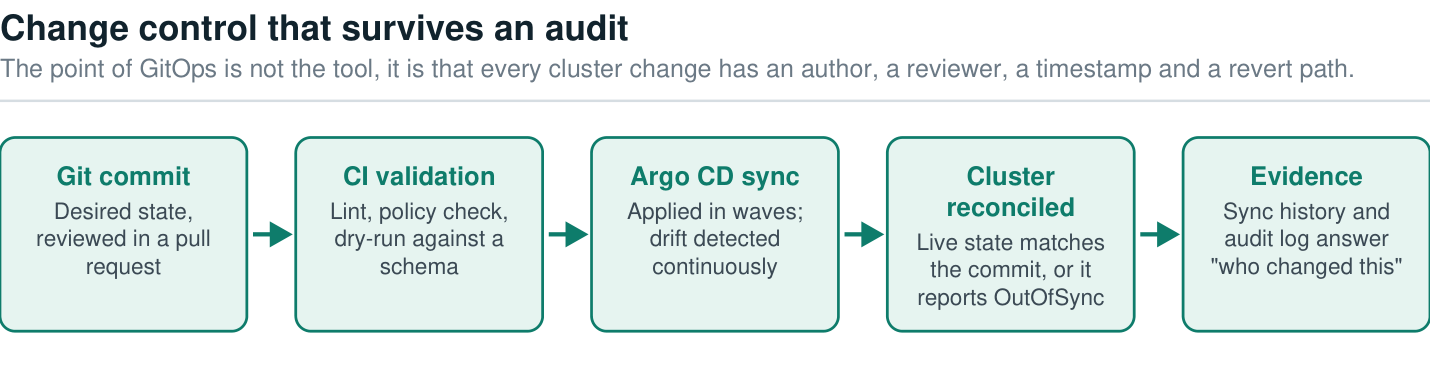 Change control that survives an audit
The point of GitOps is not the tool, it is that every cluster change has an author, a reviewer, a timestamp and a revert path.
Git commit
Desired state,
reviewed in a pull
request
CI validation
Lint, policy check,
dry-run against a
schema
Argo CD sync
Applied in waves;
drift detected
continuously
Cluster
reconciled
Live state matches
the commit, or it
reports OutOfSync
Evidence
Sync history and
audit log answer
"who changed this"